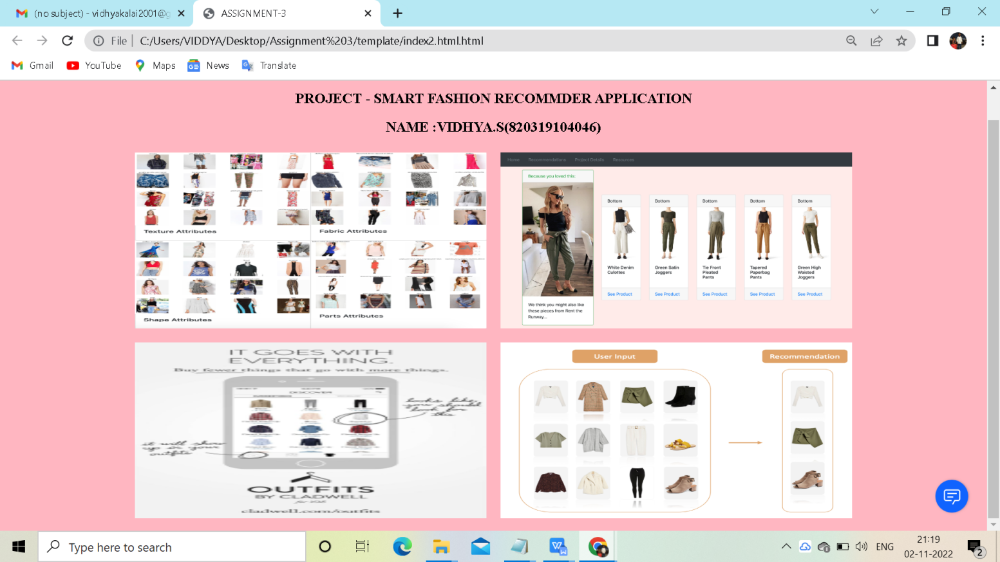 (no subject) - vidhyakalai2001@g
ASSIGNMENT-3
File
C:/Users/VIDDYA/Desktop/Assignment%203/template/index2.html.html
Gmail
YouTube
Maps
News
Translate
PROJECT - SMART FASHION RECOMMDER APPLICATION
NAME :VIDHYA.S(820319104046)
Texture Attributes
Fabric Attributes
Shape Attributes
Parts Attributes
Home
Recommendations
Project Details
Resources
Because you loved this:
We think you might also like
these pieces from Rent the
Runway...
Bottom
White Denim
Culottes
See Product
Bottom
Green Satin
Joggers
See Product
Bottom
Tie Front
Pleated
Pants
See Product
Bottom
Tapered
Paperbag
Pants
See Product
Bottom
Green High
Waisted
Joggers
See Product
IT GOES WITH
EVERYTHING.
Buy fewer things that go with more things.
DISCOVER
looks like
you should
look for
this
it will show
up in your
outfits
OUTFITS
BY CLADWELL
for iOS
cladwell.com/outfits
User Input
Recommendation
Type here to search
ENG
21:19
02-11-2022
2